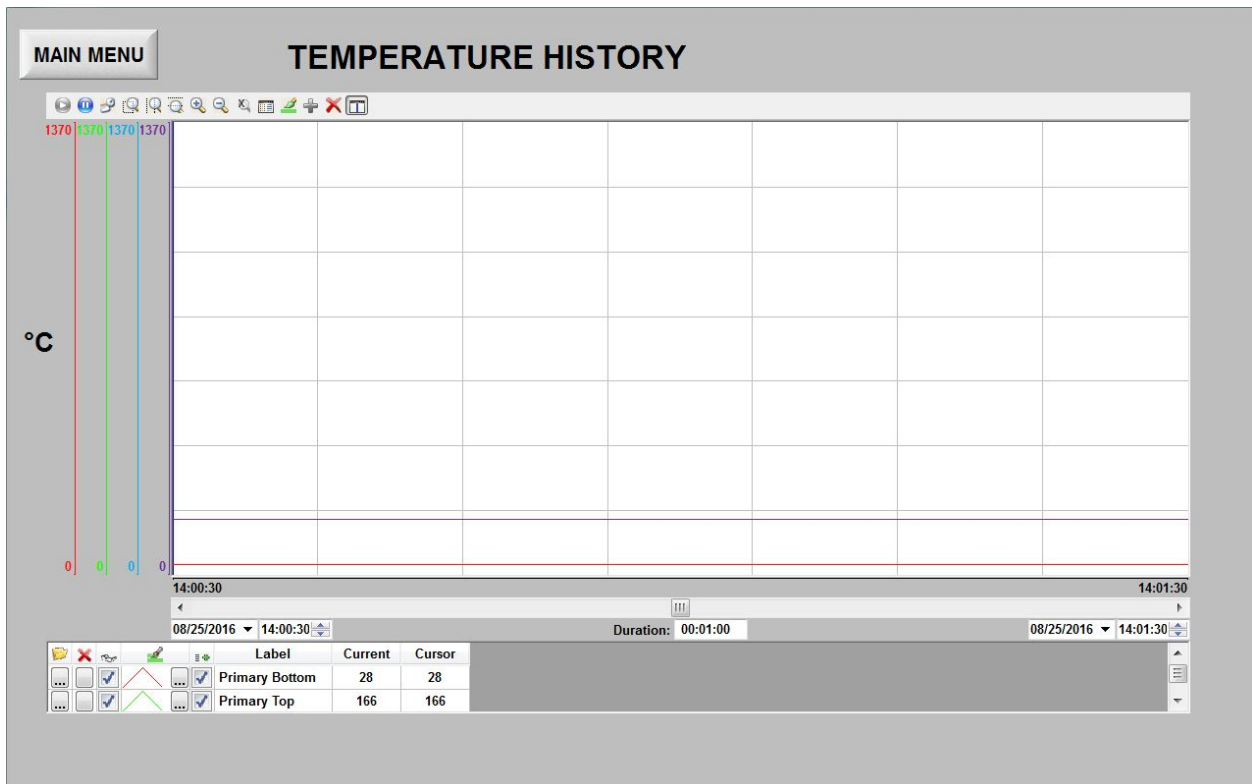 MAIN MENU
TEMPERATURE HISTORY
1370 1370 1370 1370
°C
0 0 0 0
14:00:30 14:01:30
08/25/2016 14:00:30 Duration: 00:01:00 08/25/2016 14:01:30
Label Current Cursor
... ... Primary Bottom 28 28
... ... Primary Top 166 166